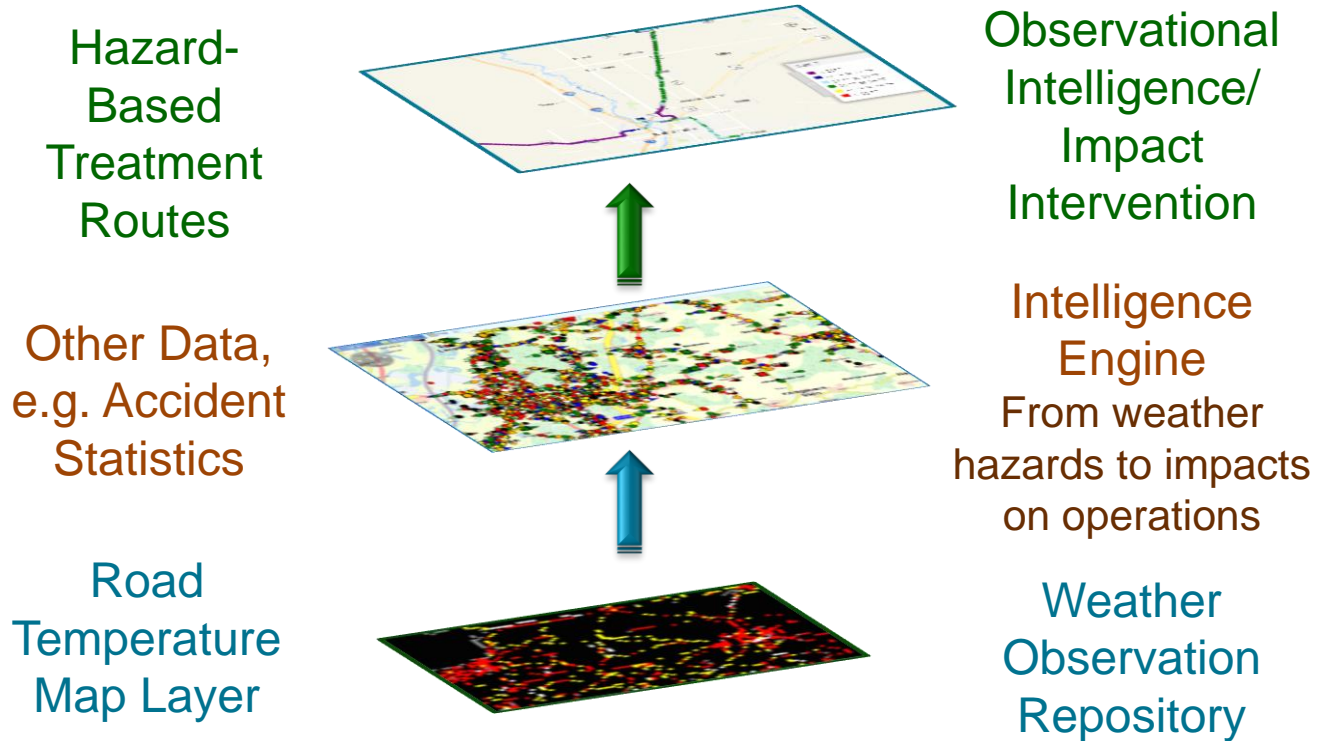 Hazard-
Based
Treatment
Routes
Observational
Intelligence/
Impact
Intervention
Other Data,
e.g. Accident
Statistics
Intelligence
Engine
From weather
hazards to impacts
on operations
Road
Temperature
Map Layer
Weather
Observation
Repository